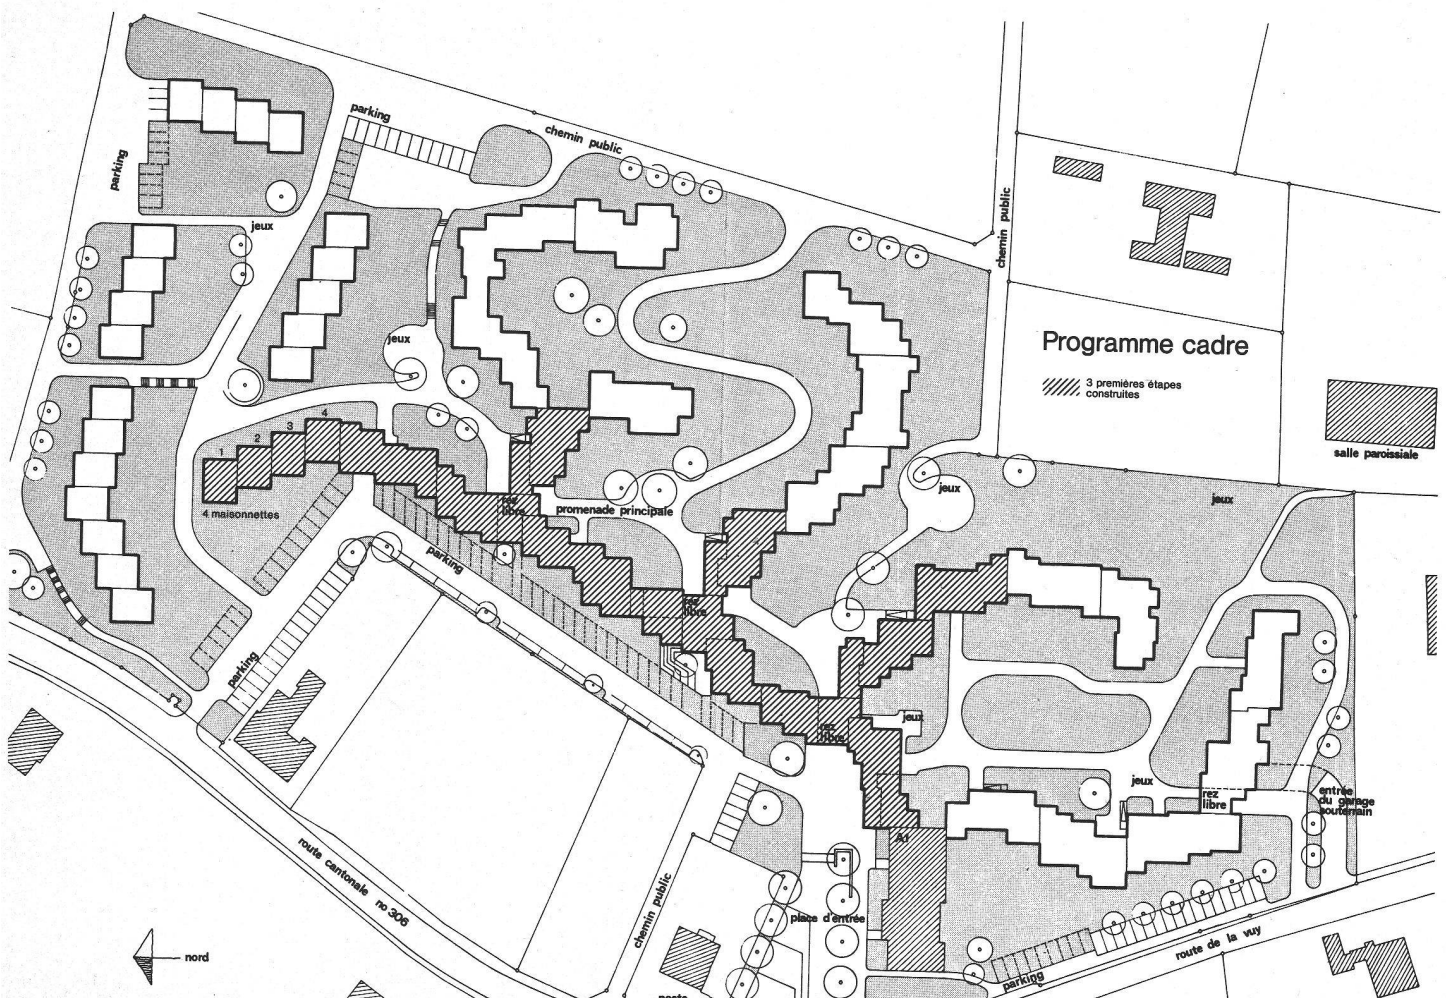 parking
chemin public
parking
jeux
chemin public
jeux
Programme cadre
3 premières étapes
construites
4
3
2
1
salle paroissiale
4 maisonnettes
rez
libre
promenade principale
jeux
jeux
parking
rez
libre
parking
jeux
rez
libre
jeux
rez
libre
entrée
du garage
souterrain
A1
route cantonale no 306
chemin public
place d'entrée
route de la vuy
nord
parking
poste